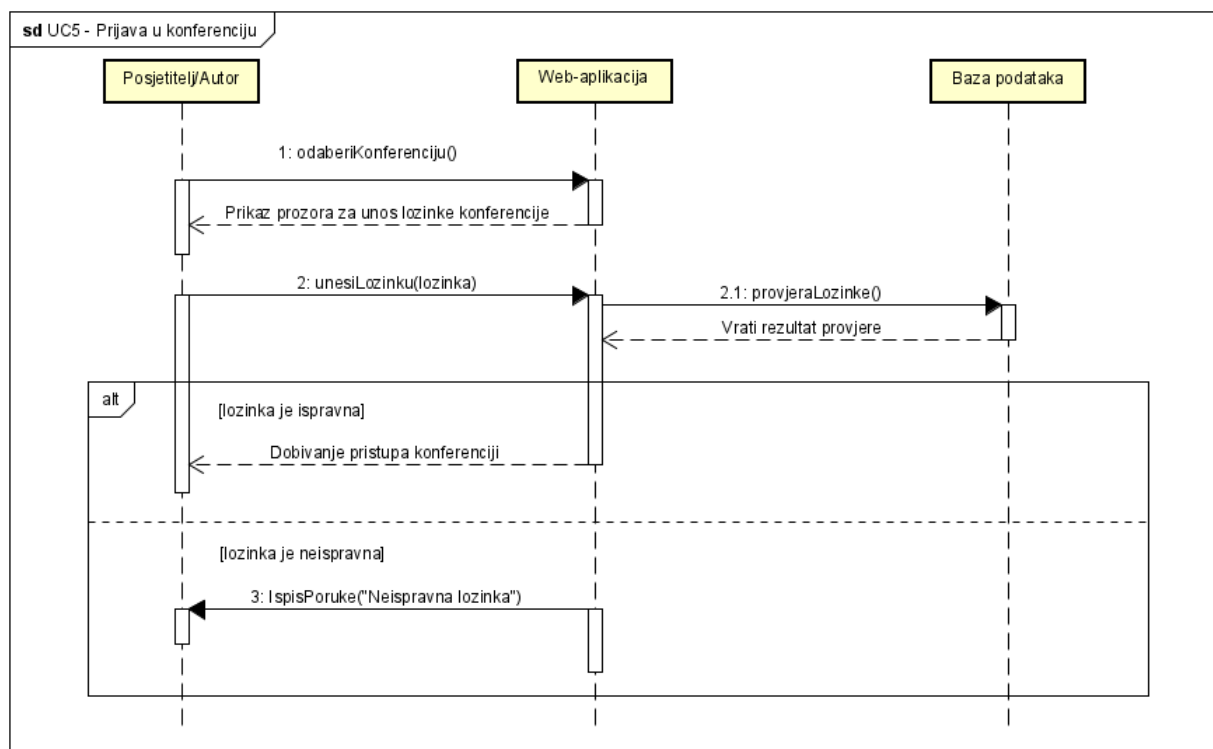 sd UC5 - Prijava u konferenciju
Posjetitelj/Autor
Web-aplikacija
Baza podataka
1: odaberiKonferenciju()
Prikaz prozora za unos lozinke konferencije
2: unesiLozinku(lozinka)
2.1: provjeraLozinke()
Vrati rezultat provjere
alt
[lozinka je ispravna]
Dobivanje pristupa konferenciji
[lozinka je neispravna]
3: IspisPoruke("Neispravna lozinka")